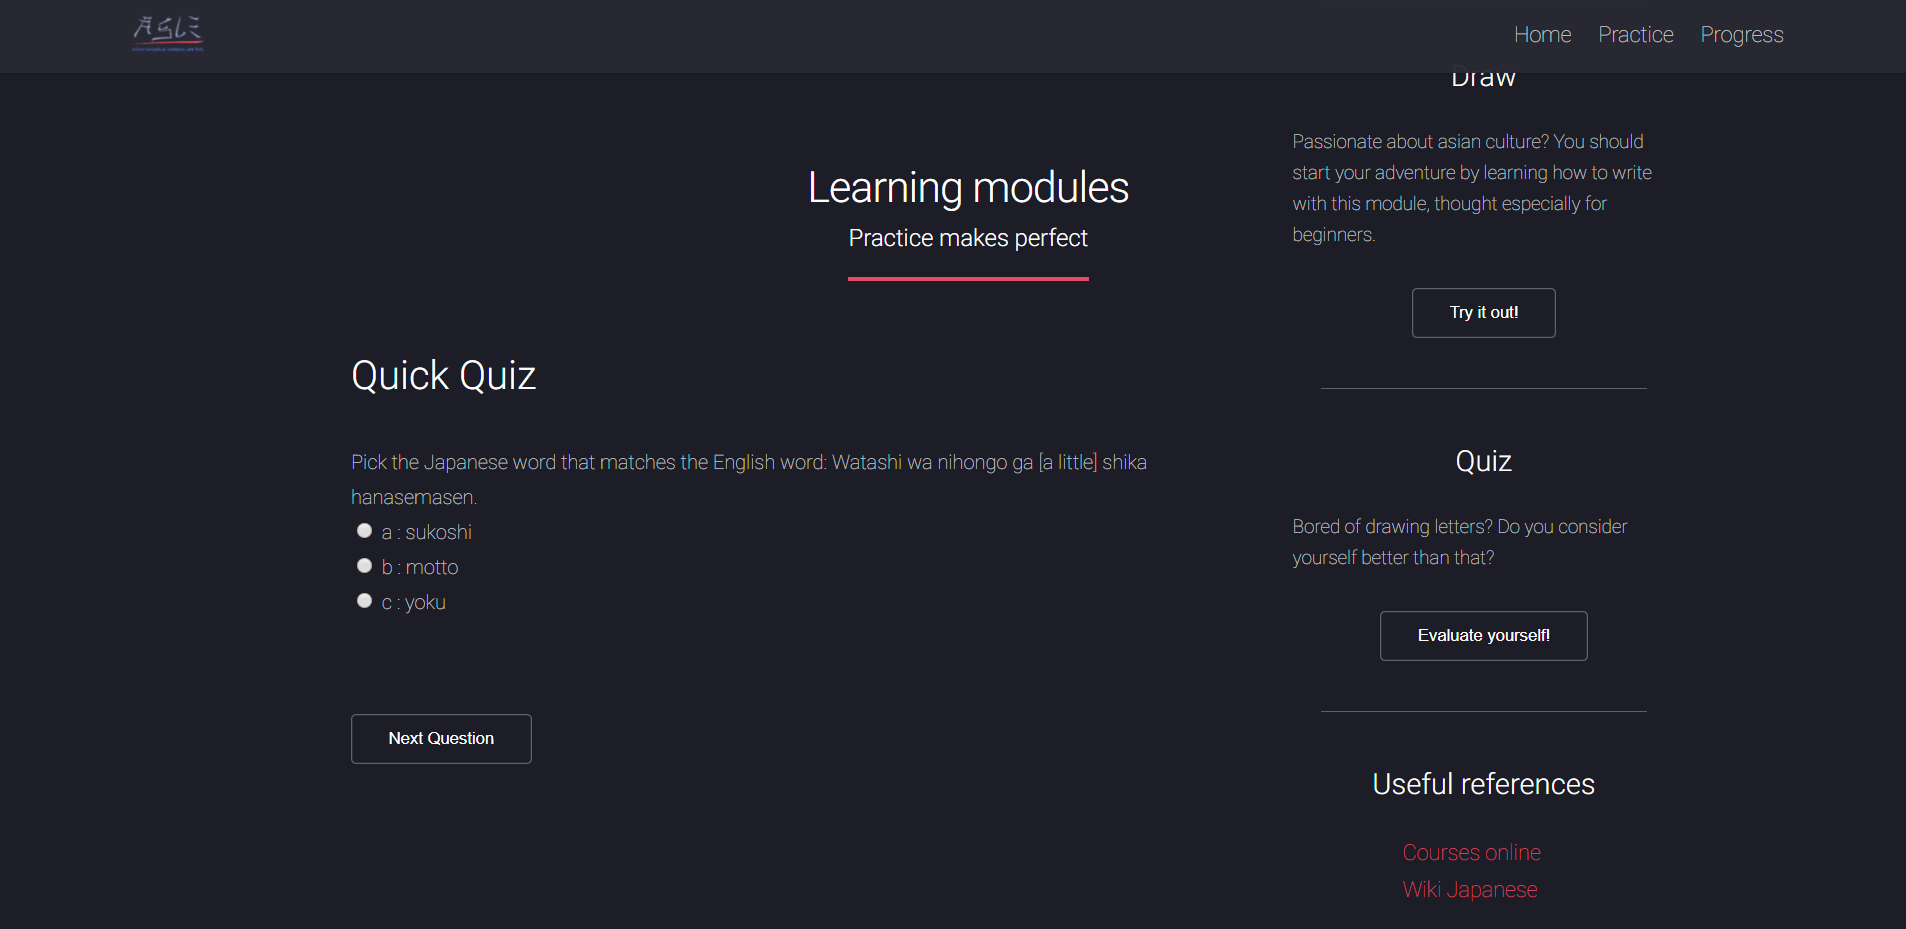 Home Practice Progress
Learning modules
Practice makes perfect
Quick Quiz
Pick the Japanese word that matches the English word: Watashi wa nihongo ga [a little] shika
hanasemasen.
a : sukoshi
b : motto
c : yoku
Next Question
Draw
Passionate about asian culture? You should
start your adventure by learning how to write
with this module, thought especially for
beginners.
Try it out!
Quiz
Bored of drawing letters? Do you consider
yourself better than that?
Evaluate yourself!
Useful references
Courses online
Wiki Japanese